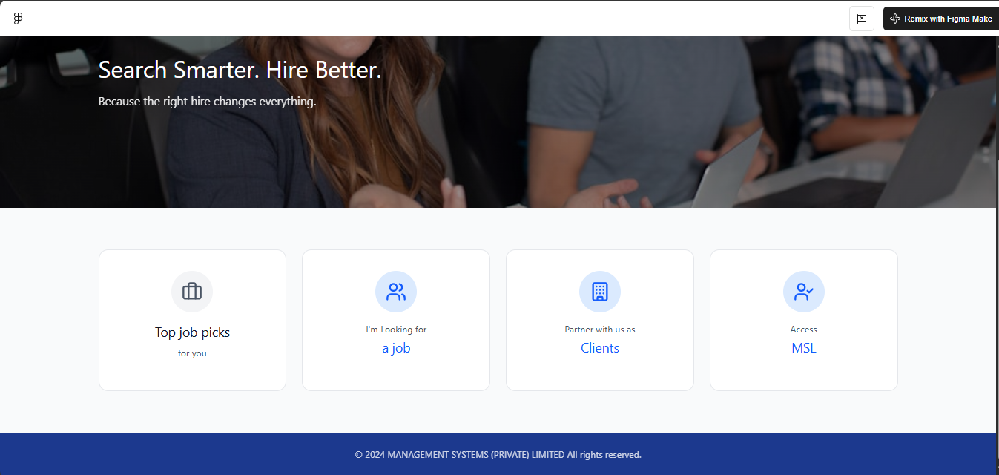 Remix with Figma Make
Search Smarter. Hire Better.
Because the right hire changes everything.
Top job picks
for you
I'm Looking for
a job
Partner with us as
Clients
Access
MSL
© 2024 MANAGEMENT SYSTEMS (PRIVATE) LIMITED All rights reserved.